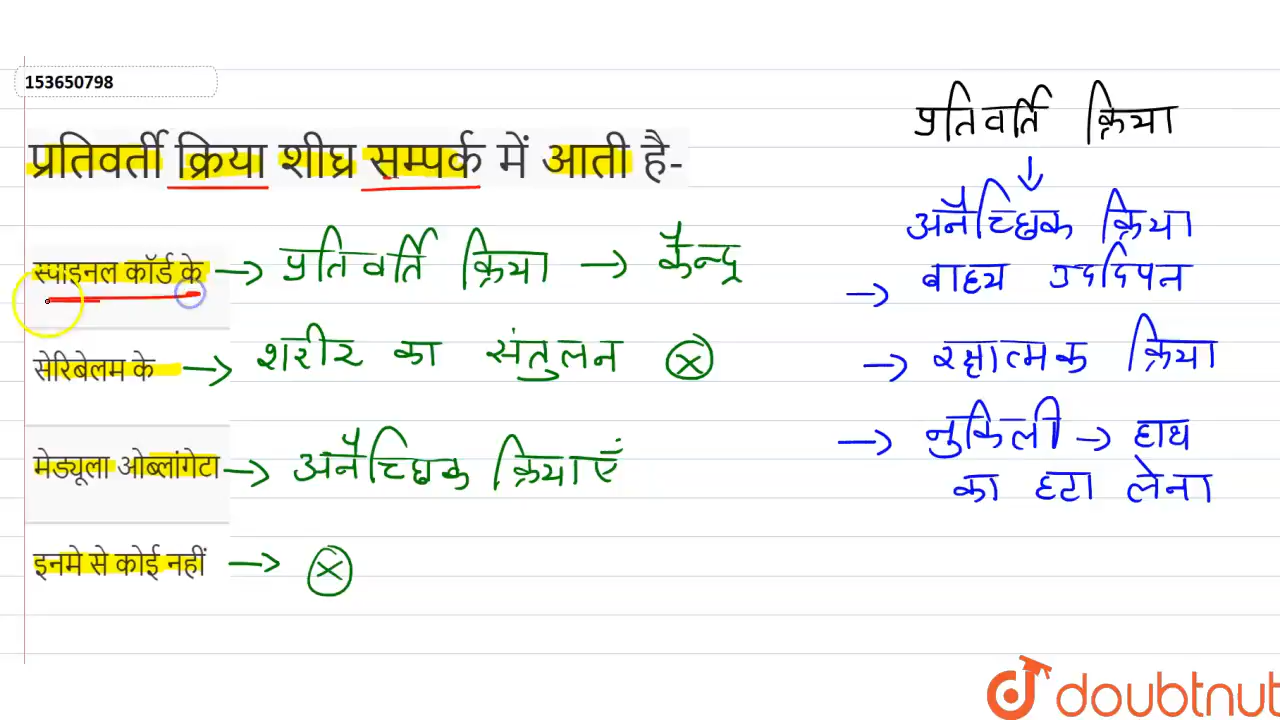 153650798
प्रतिवर्ती क्रिया शीघ्र सम्पर्क में आती है-
स्पाइनल कॉर्ड के → प्रतिवर्ति क्रिया → केन्द्र
सेरिबेलम के → शरीर का संतुलन ⓧ
मेड्यूला ओब्लांगेटा → अनैच्छिक क्रियाएँ
इनमे से कोई नहीं → ⓧ
प्रतिवर्ति क्रिया
↓
अनैच्छिक क्रिया
→ बाह्य उद्दिपन
→ रक्षात्मक क्रिया
→ नुकिली → हाथ
का हटा लेना
doubtnut